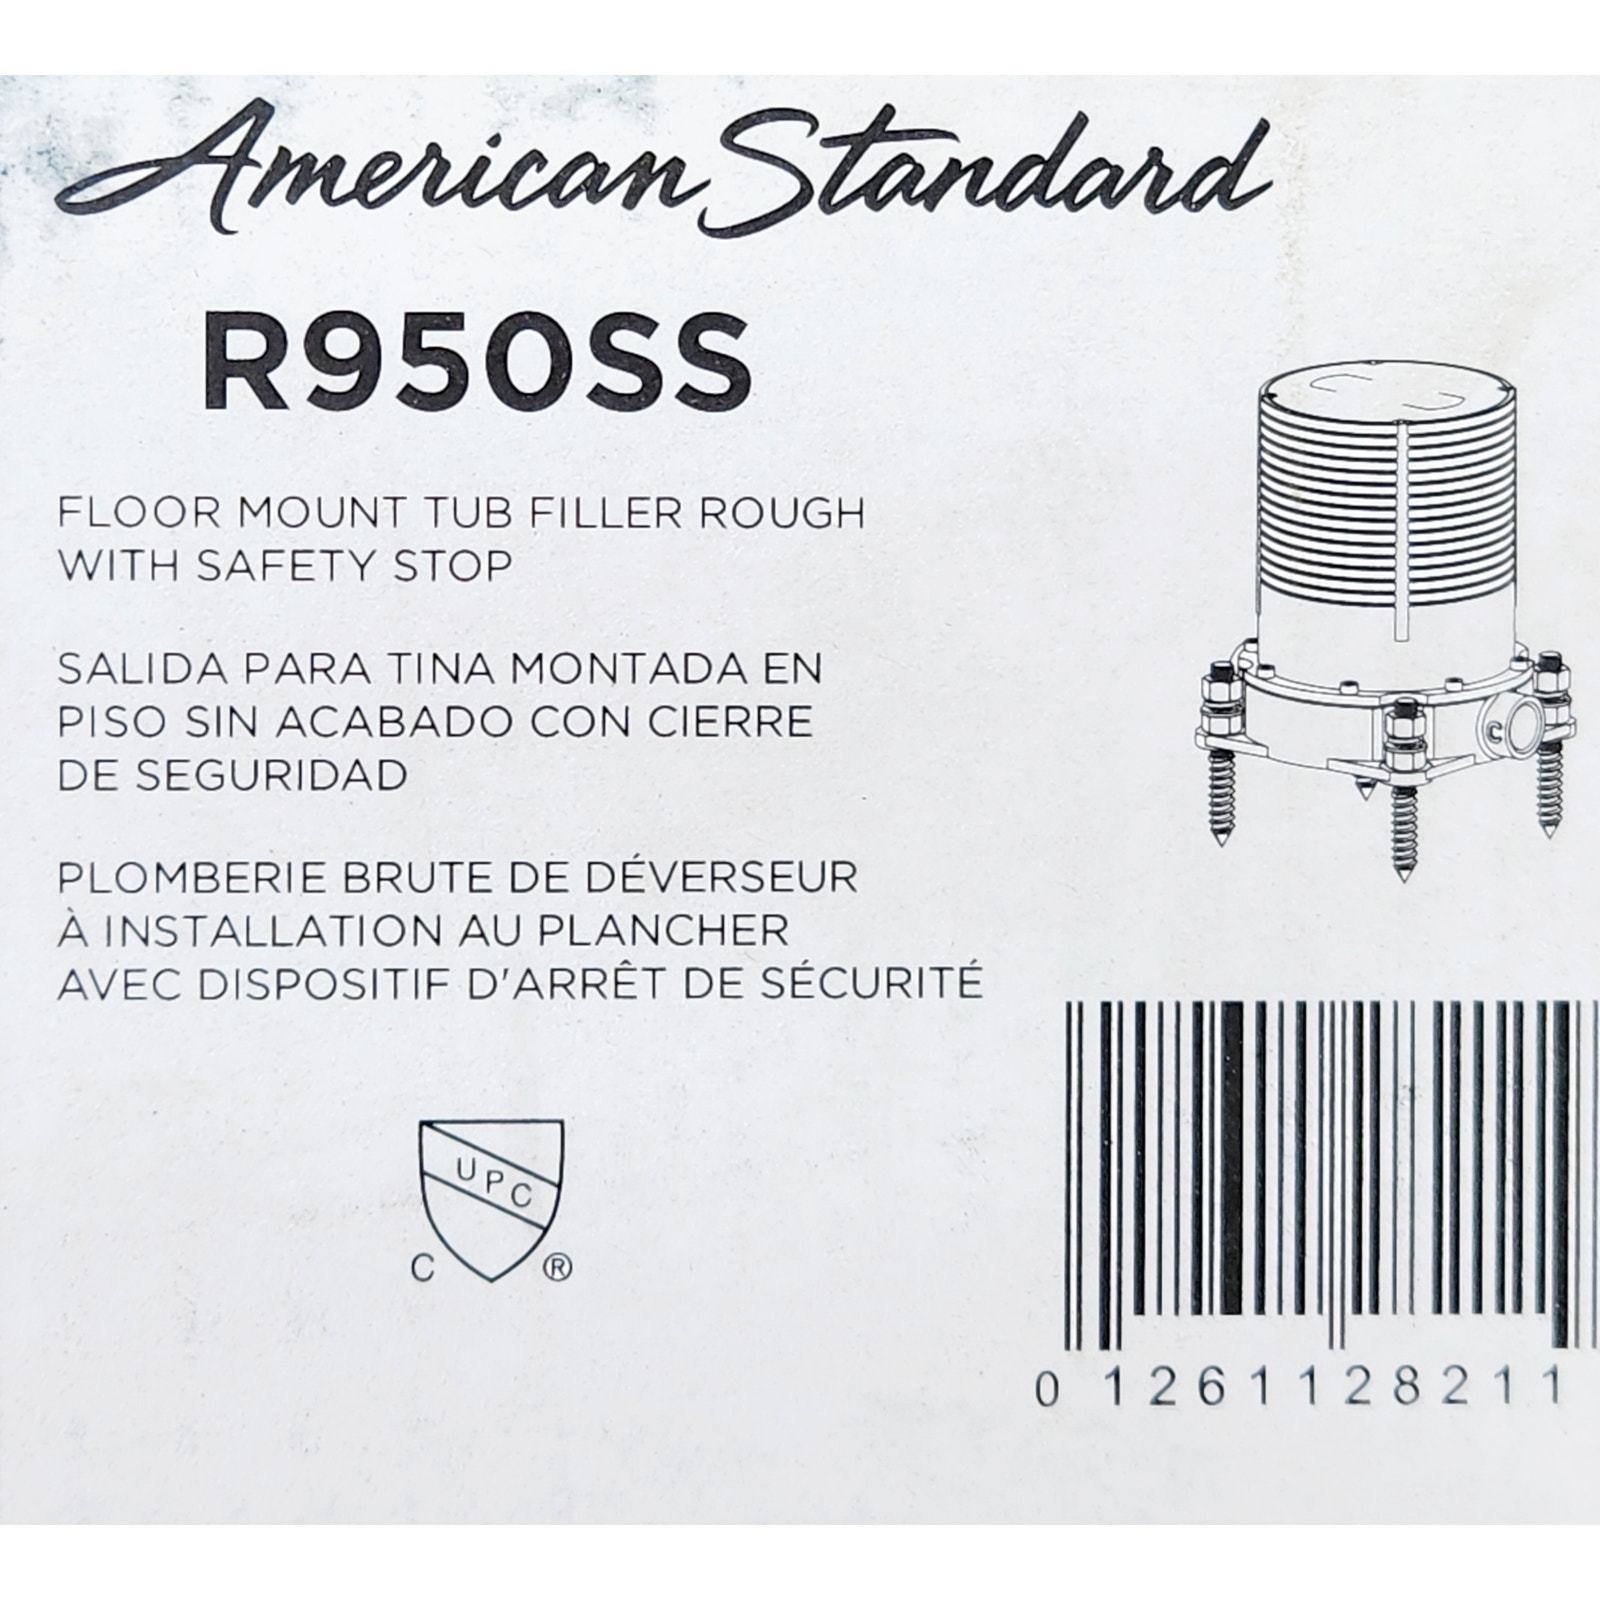 American Standard
R950SS
FLOOR MOUNT TUB FILLER ROUGH
WITH SAFETY STOP
SALIDA PARA TINA MONTADA EN
PISO SIN ACABADO CON CIERRE
DE SEGURIDAD
PLOMBERIE BRUTE DE DÉVERSEUR
À INSTALLATION AU PLANCHER
AVEC DISPOSITIF D'ARRÊT DE SÉCURITÉ
C
UPC
C ®
0 12611 28211